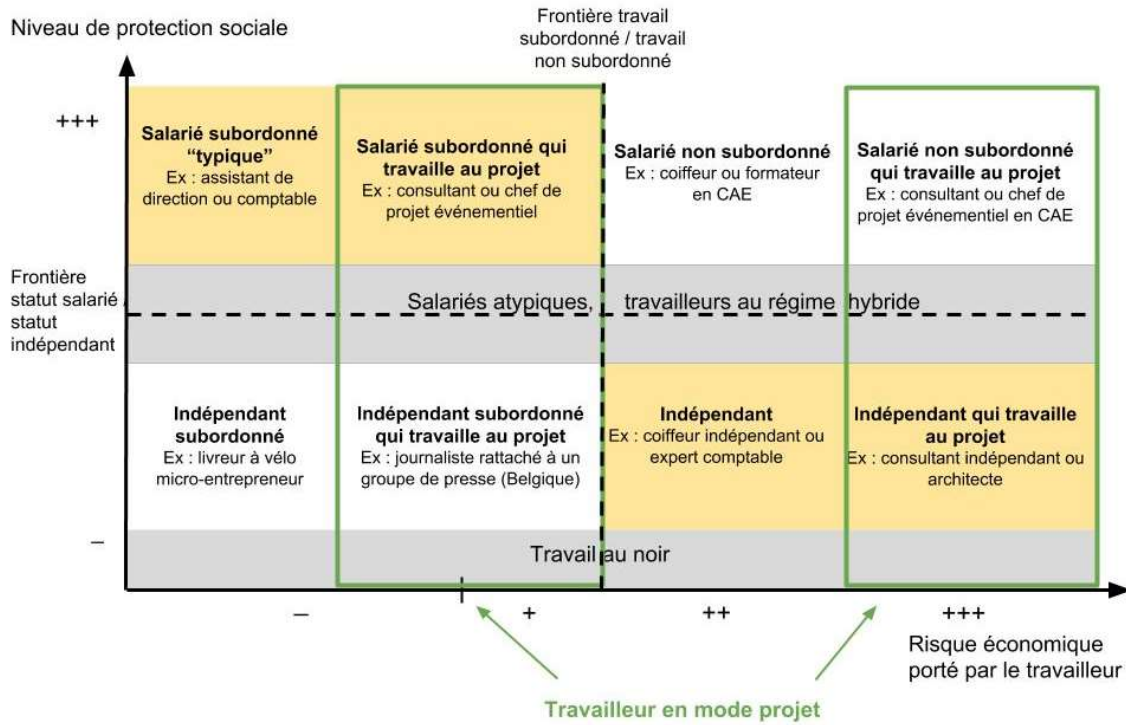 Niveau de protection sociale
Frontière travail
subordonné / travail
non subordonné
+++
Salarié subordonné
“typique”
Ex : assistant de
direction ou comptable
Salarié subordonné qui
travaille au projet
Ex : consultant ou chef de
projet événementiel
Salarié non subordonné
Ex : coiffeur ou formateur
en CAE
Salarié non subordonné
qui travaille au projet
Ex : consultant ou chef de
projet événementiel en CAE
Frontière
statut salarié /
statut
indépendant
Salariés atypiques, travailleurs au régime hybride
Indépendant
subordonné
Ex : livreur à vélo
micro-entrepreneur
Indépendant subordonné
qui travaille au projet
Ex : journaliste rattaché à un
groupe de presse (Belgique)
Indépendant
Ex : coiffeur indépendant ou
expert comptable
Indépendant qui travaille
au projet
Ex : consultant indépendant ou
architecte
–
Travail au noir
– + ++ +++
Risque économique
porté par le travailleur
Travailleur en mode projet